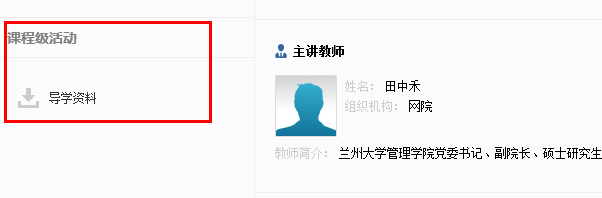 课程级活动
导学资料
主讲教师
姓名： 田中禾
组织机构： 网院
教师简介： 兰州大学管理学院党委书记、副院长、硕士研究生